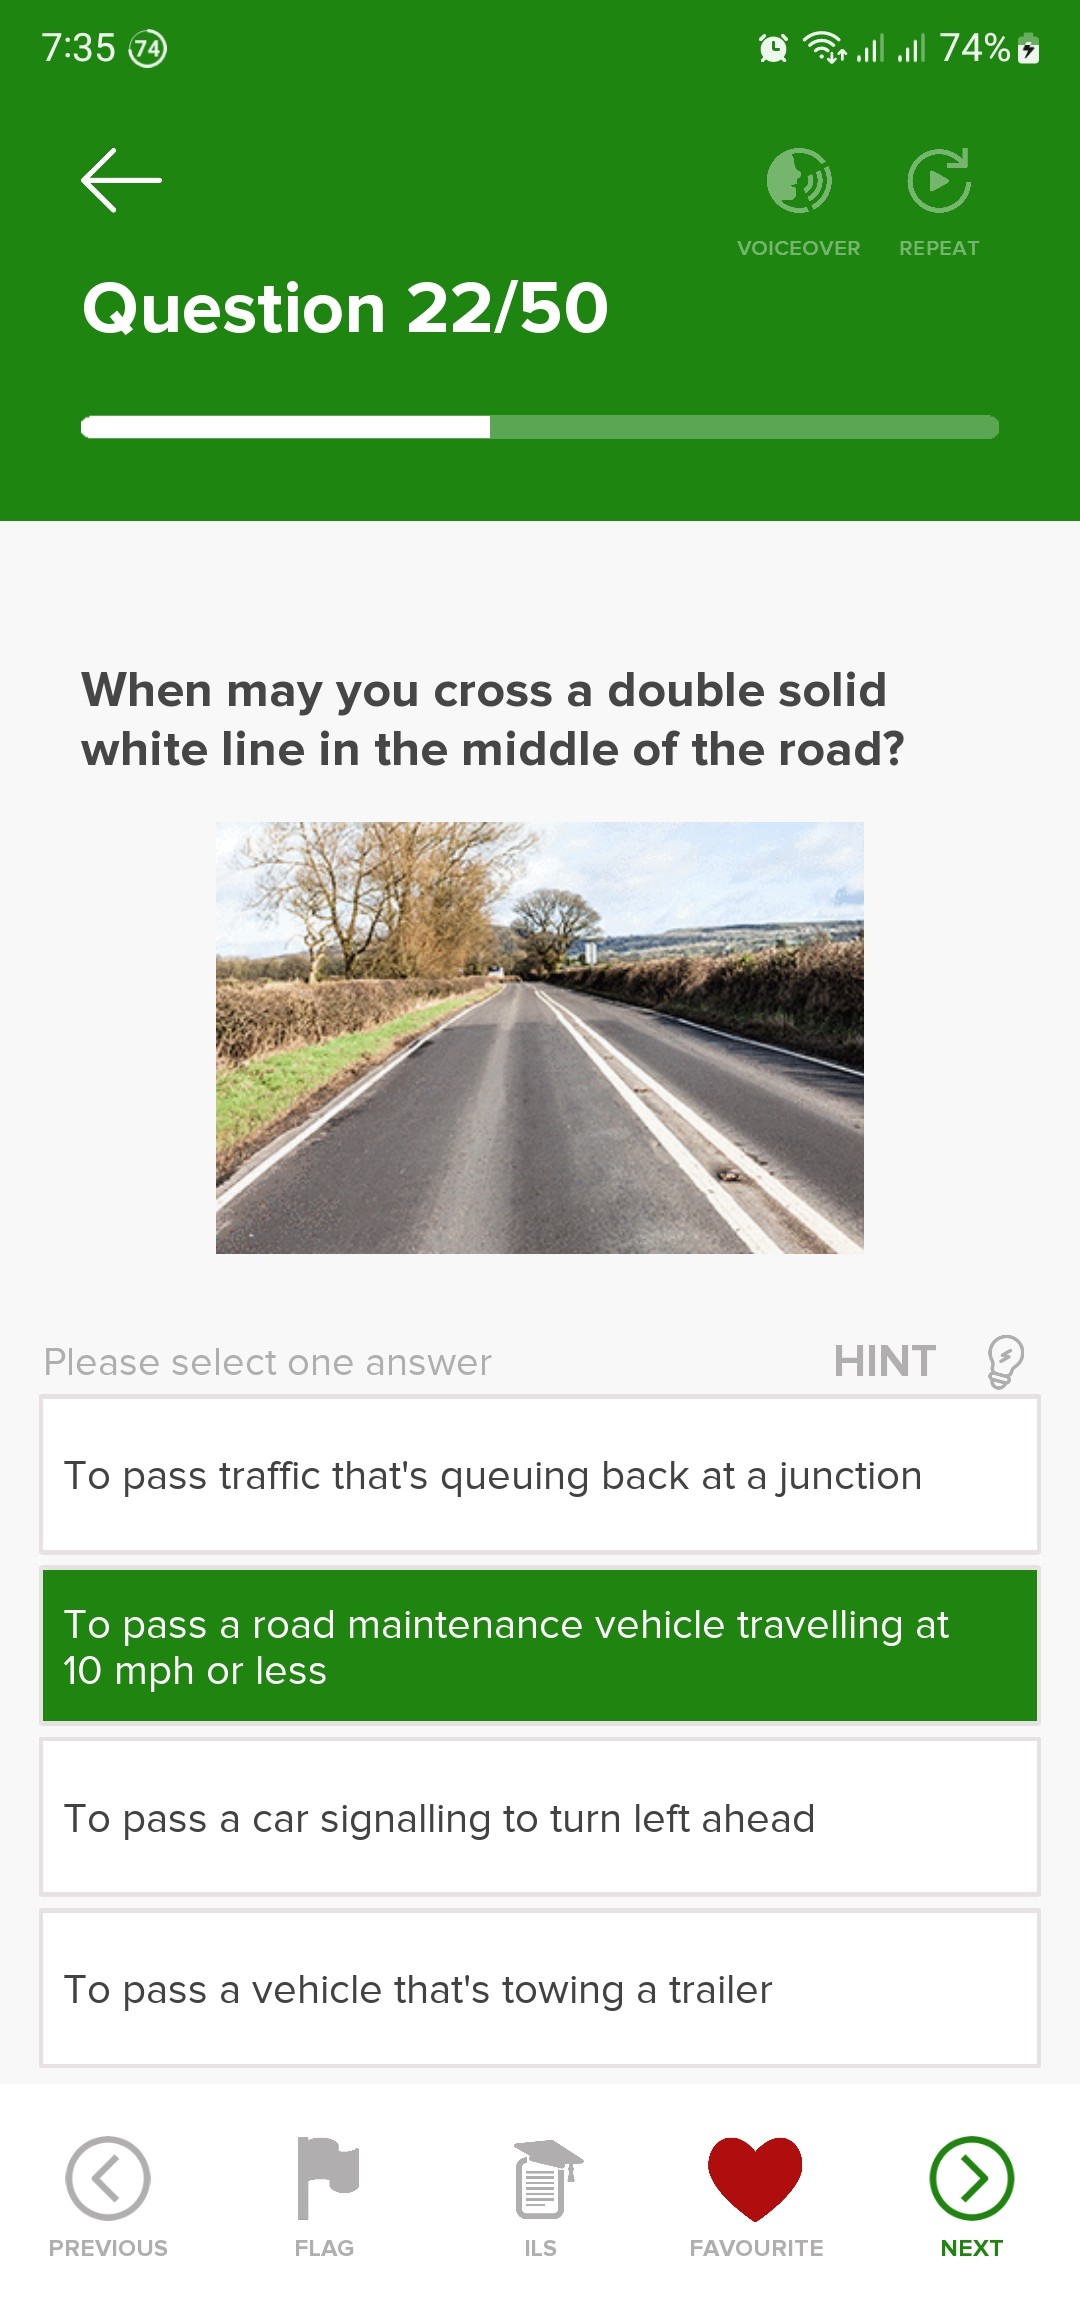 7:35 74 74%
VOICEOVER REPEAT
Question 22/50
When may you cross a double solid
white line in the middle of the road?
Please select one answer HINT
To pass traffic that's queuing back at a junction
To pass a road maintenance vehicle travelling at
10 mph or less
To pass a car signalling to turn left ahead
To pass a vehicle that's towing a trailer
PREVIOUS FLAG ILS FAVOURITE NEXT